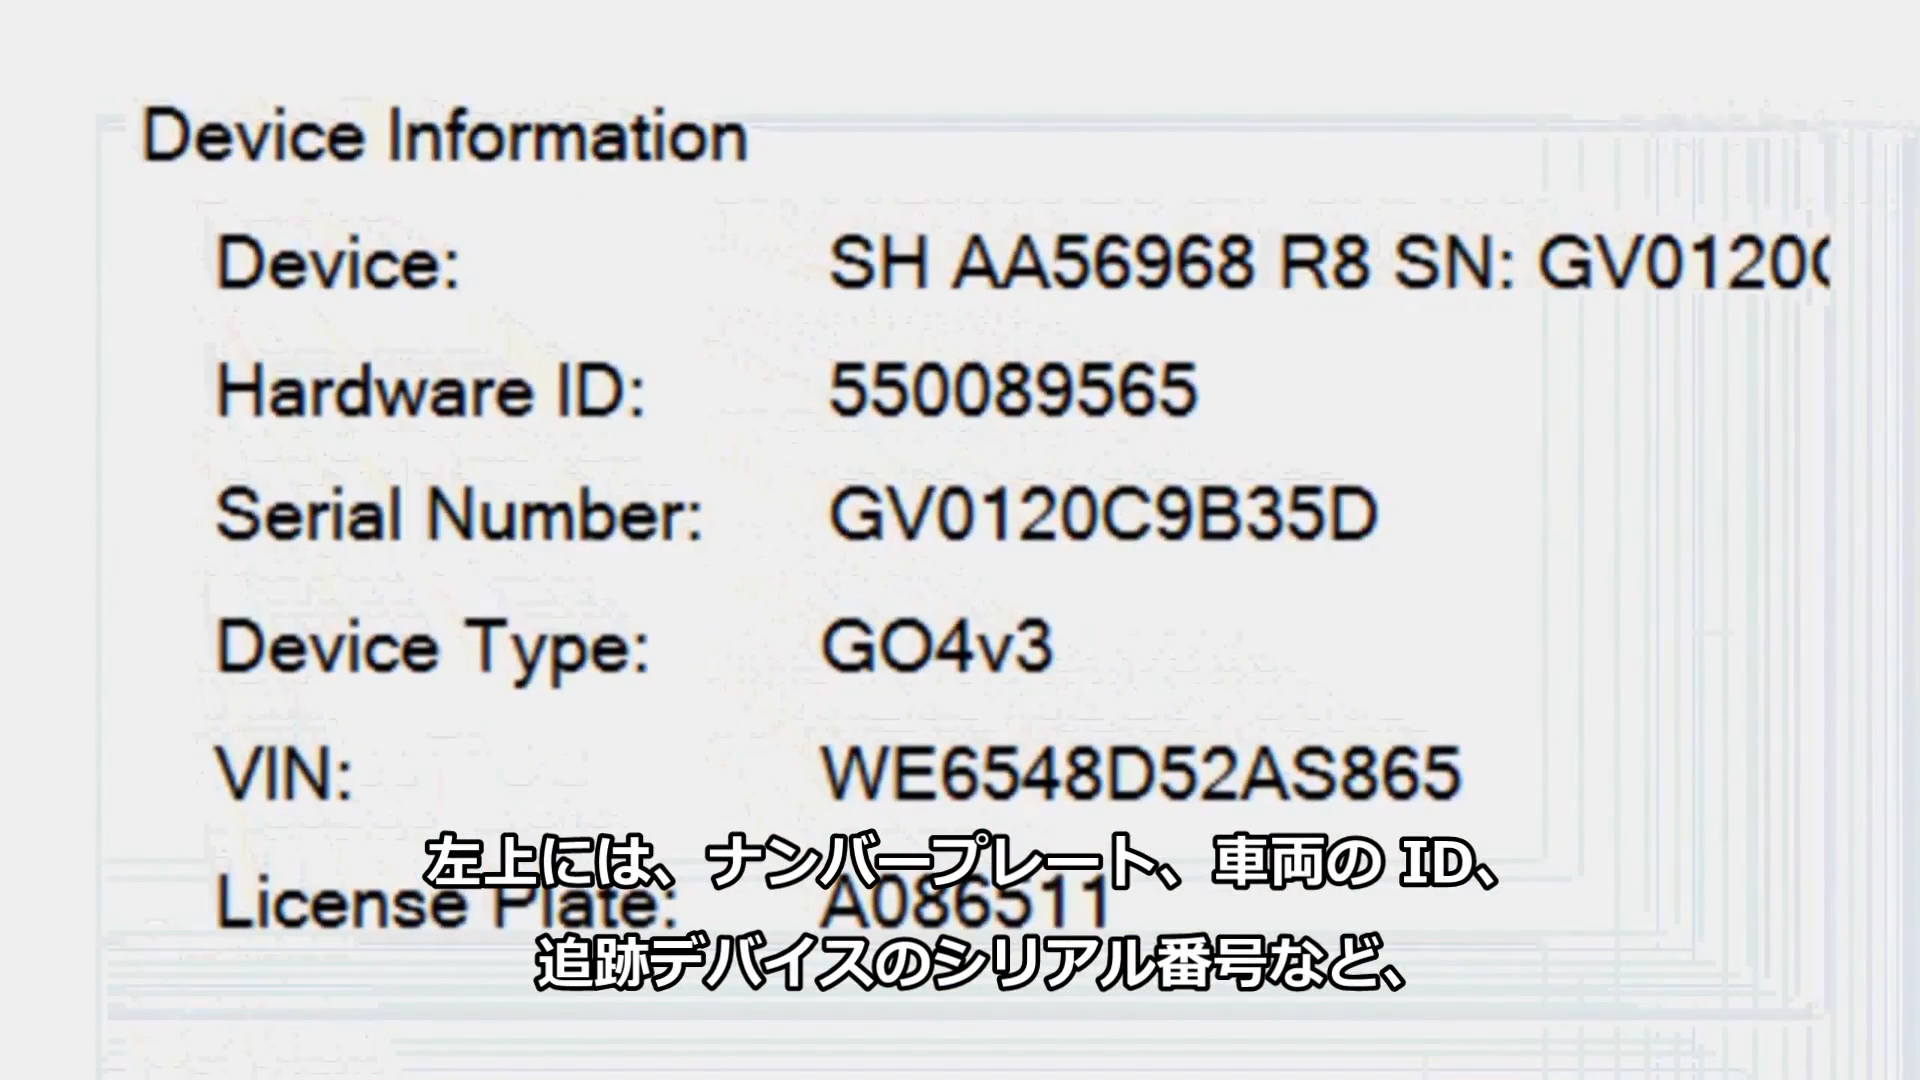 Device Information
Device: SH AA56968 R8 SN: GV0120
Hardware ID: 550089565
Serial Number: GV0120C9B35D
Device Type: GO4v3
VIN: WE6548D52AS865
左上には、ナンバープレート、車両の ID、
License Plate: A086511
追跡デバイスのシリアル番号など、